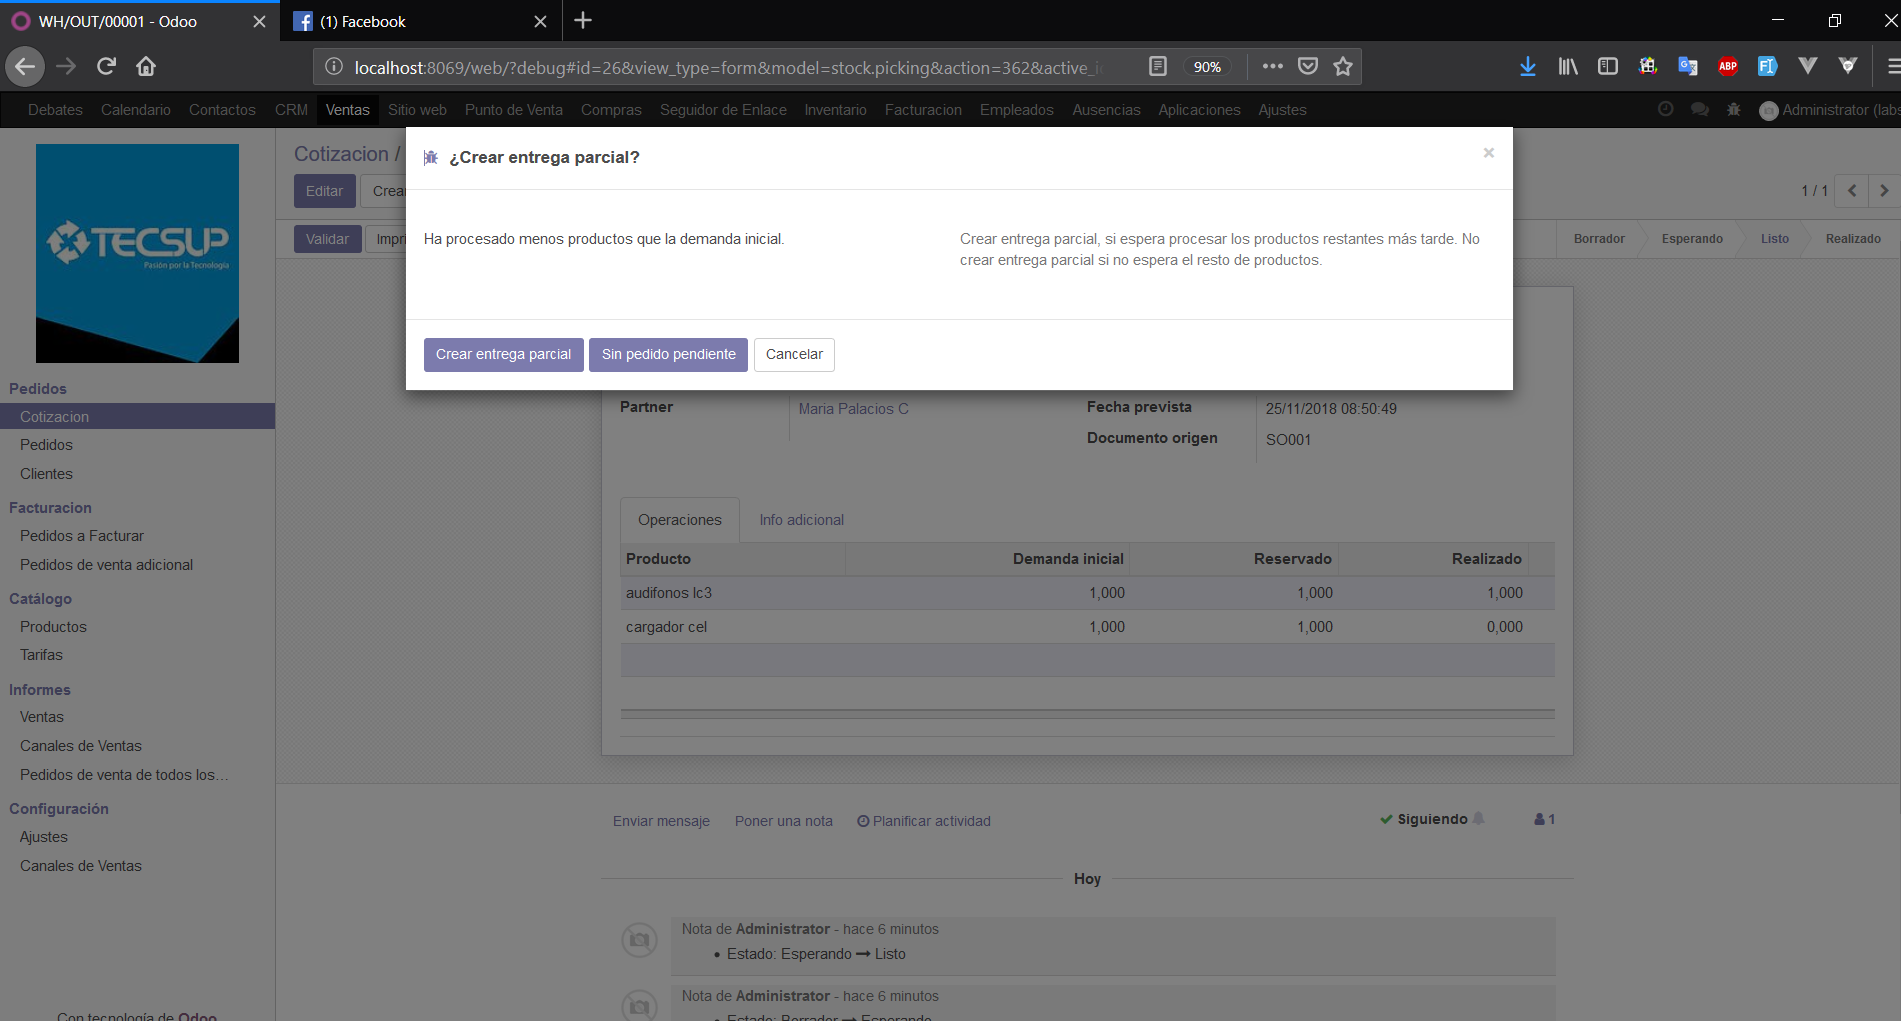 WH/OUT/00001 - Odoo
(1) Facebook
localhost:8069/web/?debug#id=26&view_type=form&model=stock.picking&action=362&active_i
90%
ABP
Debates Calendario Contactos CRM Ventas Sitio web Punto de Venta Compras Seguidor de Enlace Inventario Facturacion Empleados Ausencias Aplicaciones Ajustes
Administrator (labs
TECSUP
Pasión por la Tecnología
Cotizacion /
Editar Crea
1 / 1
Validar Impri
Borrador Esperando Listo Realizado
¿Crear entrega parcial?
×
Ha procesado menos productos que la demanda inicial.
Crear entrega parcial, si espera procesar los productos restantes más tarde. No
crear entrega parcial si no espera el resto de productos.
Crear entrega parcial Sin pedido pendiente Cancelar
Pedidos
Cotizacion
Pedidos
Clientes
Facturacion
Pedidos a Facturar
Pedidos de venta adicional
Catálogo
Productos
Tarifas
Informes
Ventas
Canales de Ventas
Pedidos de venta de todos los...
Configuración
Ajustes
Canales de Ventas
Con tecnología de Odoo
Partner Maria Palacios C
Fecha prevista 25/11/2018 08:50:49
Documento origen SO001
Operaciones Info adicional
Producto Demanda inicial Reservado Realizado
audifonos lc3 1,000 1,000 1,000
cargador cel 1,000 1,000 0,000
Enviar mensaje Poner una nota Planificar actividad
Siguiendo 1
Hoy
Nota de Administrator - hace 6 minutos
• Estado: Esperando → Listo
Nota de Administrator - hace 6 minutos
• Estado: Borrador → Esperando